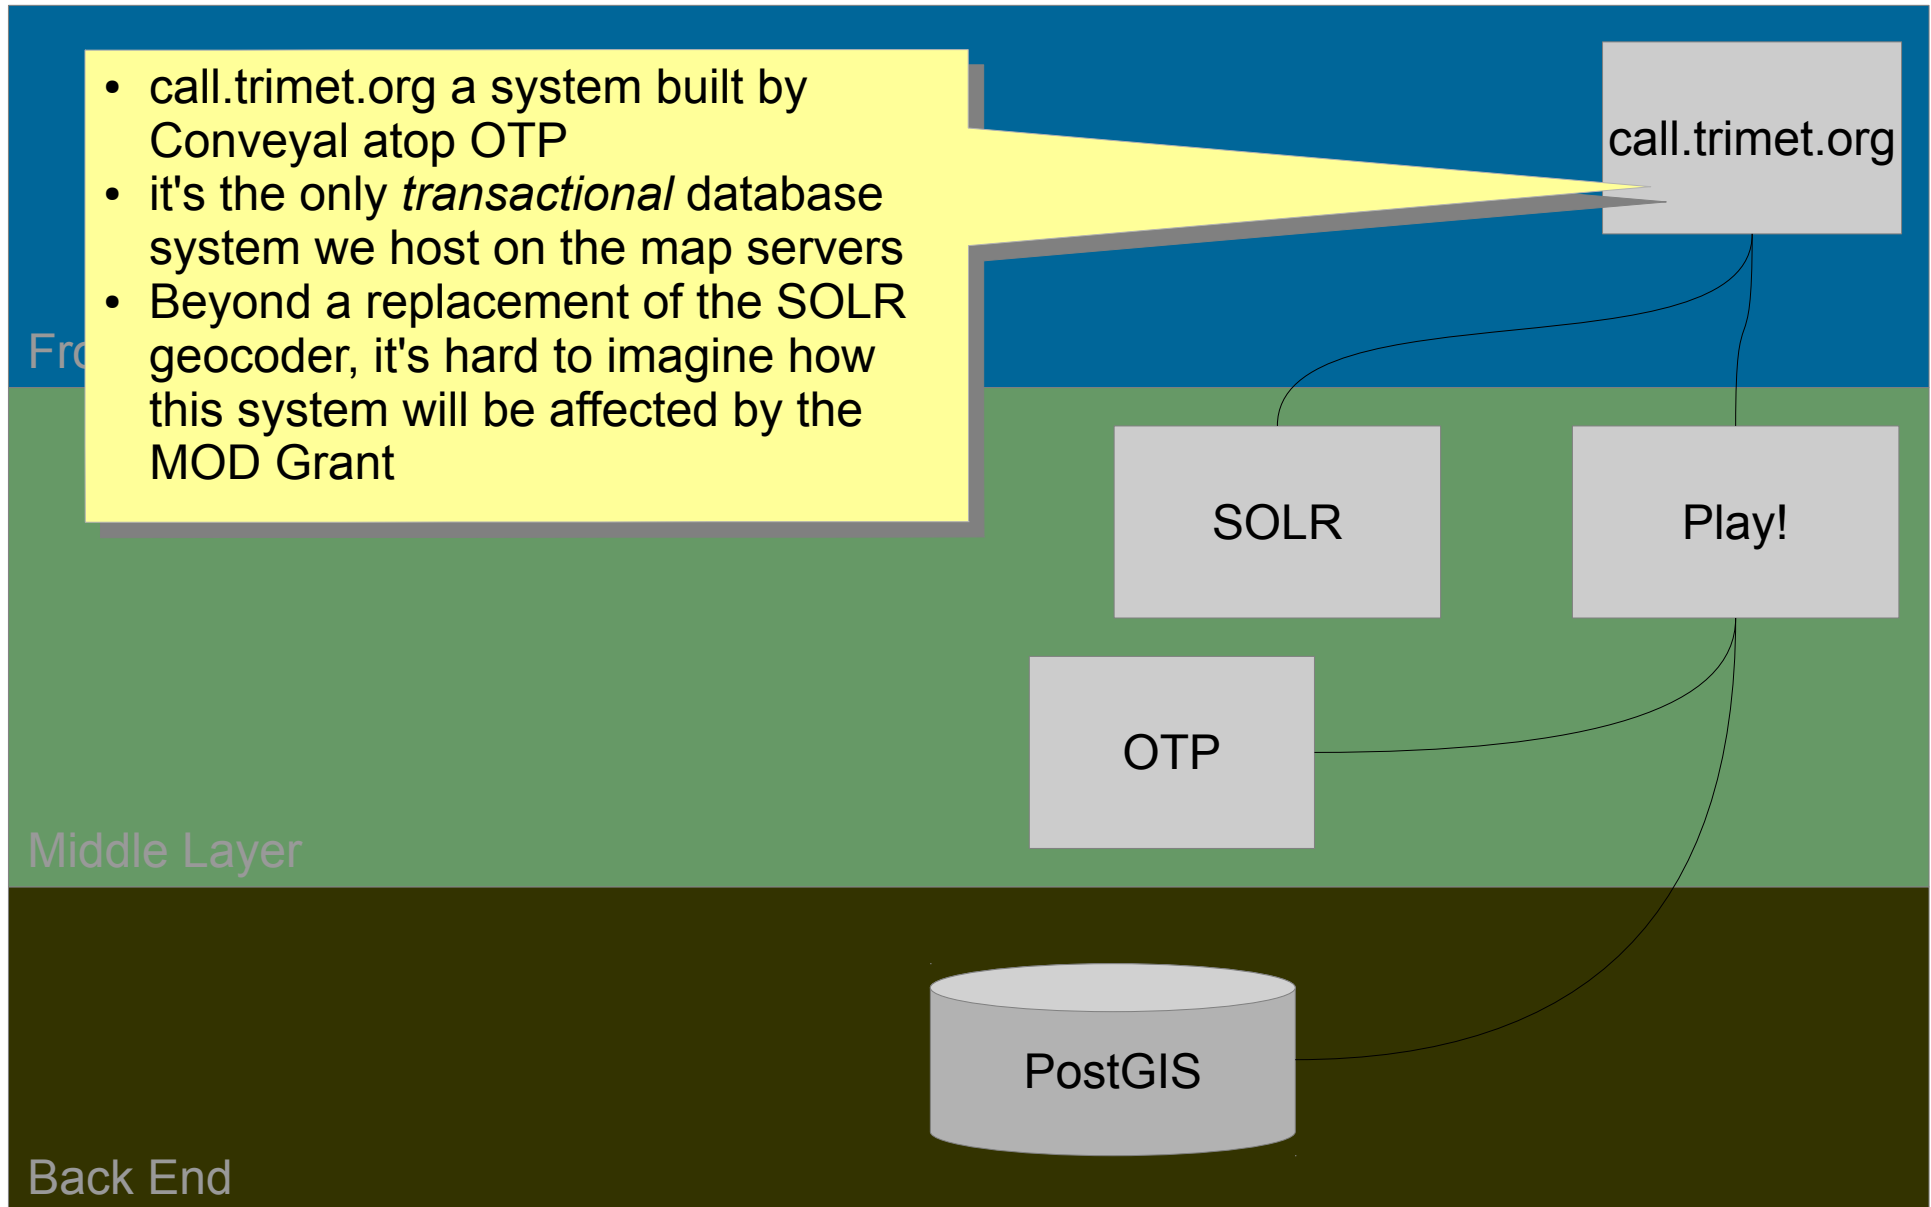 • call.trimet.org a system built by
Conveyal atop OTP
• it's the only transactional database
system we host on the map servers
• Beyond a replacement of the SOLR
geocoder, it's hard to imagine how
this system will be affected by the
MOD Grant
call.trimet.org
SOLR
Play!
OTP
Middle Layer
PostGIS
Back End